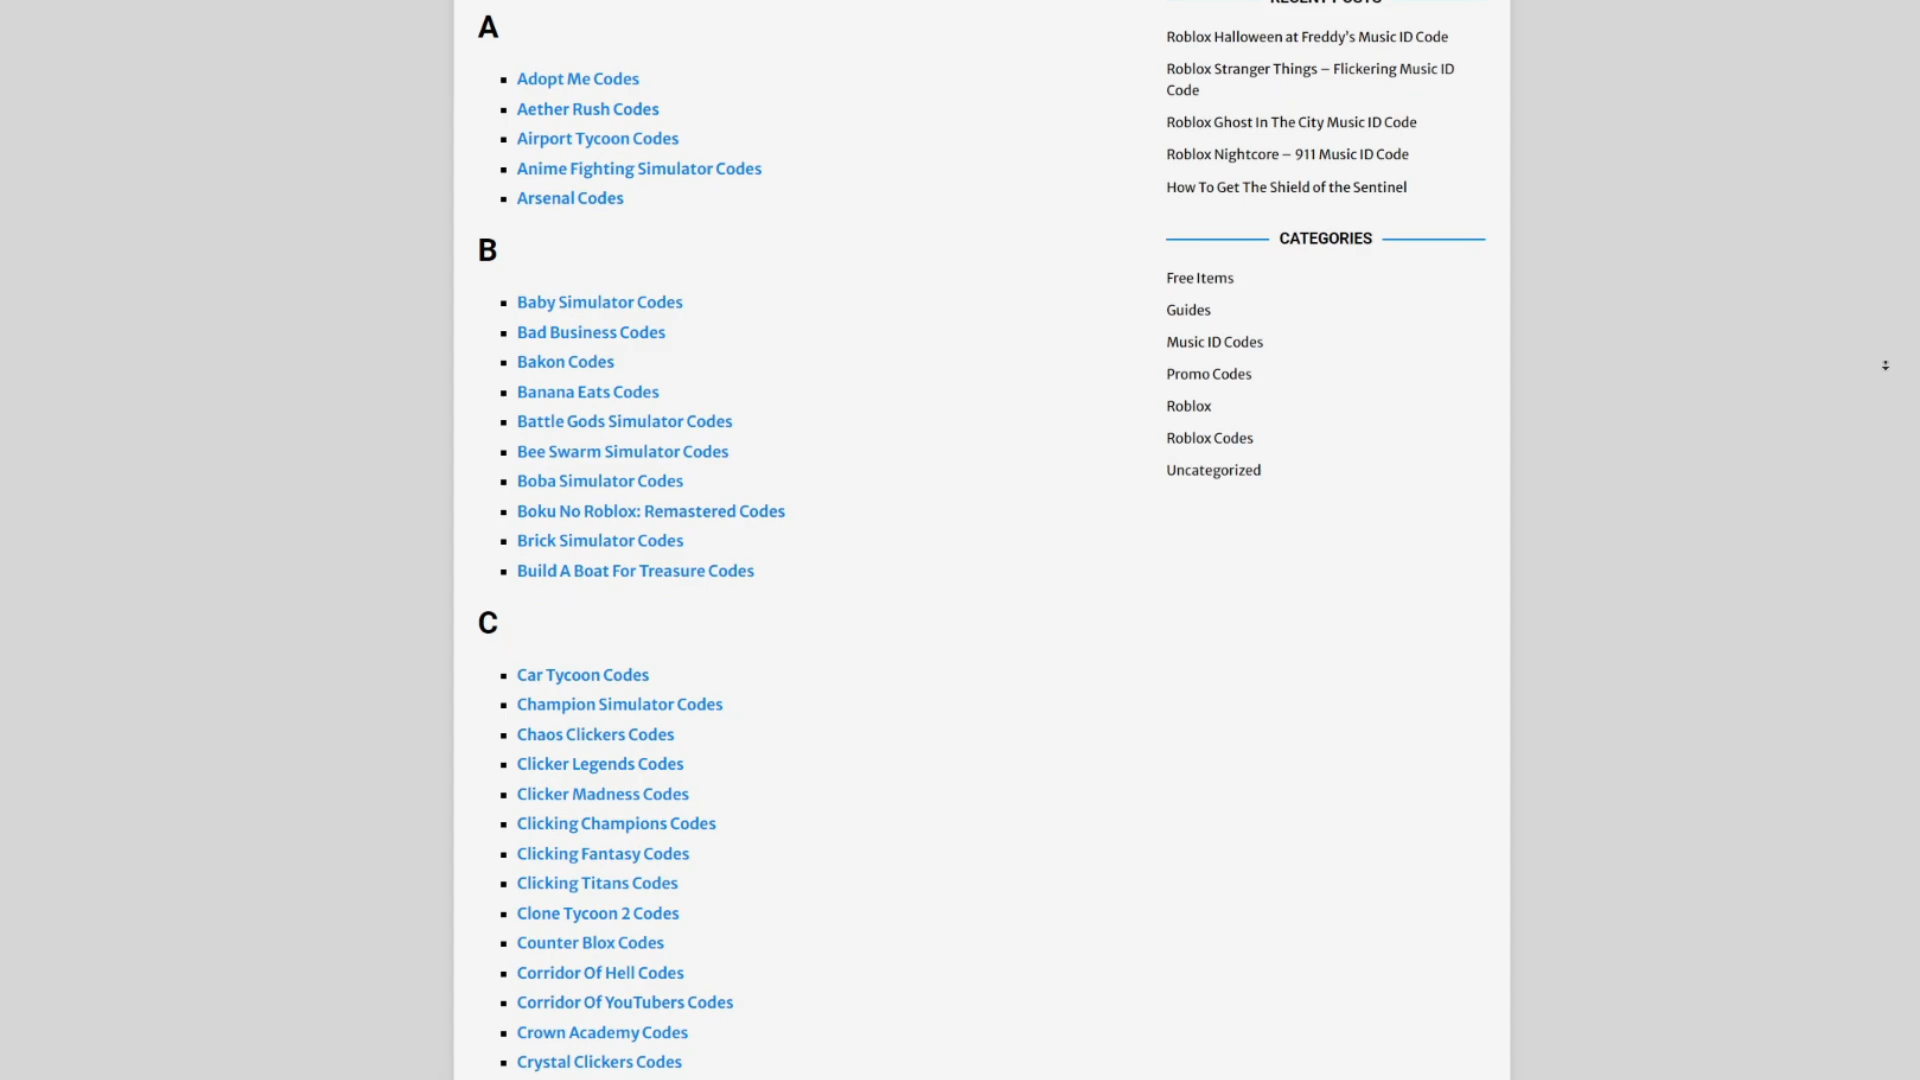 A
Adopt Me Codes
Aether Rush Codes
Airport Tycoon Codes
Anime Fighting Simulator Codes
Arsenal Codes
B
Baby Simulator Codes
Bad Business Codes
Bakon Codes
Banana Eats Codes
Battle Gods Simulator Codes
Bee Swarm Simulator Codes
Boba Simulator Codes
Boku No Roblox: Remastered Codes
Brick Simulator Codes
Build A Boat For Treasure Codes
C
Car Tycoon Codes
Champion Simulator Codes
Chaos Clickers Codes
Clicker Legends Codes
Clicker Madness Codes
Clicking Champions Codes
Clicking Fantasy Codes
Clicking Titans Codes
Clone Tycoon 2 Codes
Counter Blox Codes
Corridor Of Hell Codes
Corridor Of YouTubers Codes
Crown Academy Codes
Crystal Clickers Codes
RECENT POSTS
Roblox Halloween at Freddy's Music ID Code
Roblox Stranger Things – Flickering Music ID
Code
Roblox Ghost In The City Music ID Code
Roblox Nightcore – 911 Music ID Code
How To Get The Shield of the Sentinel
CATEGORIES
Free Items
Guides
Music ID Codes
Promo Codes
Roblox
Roblox Codes
Uncategorized